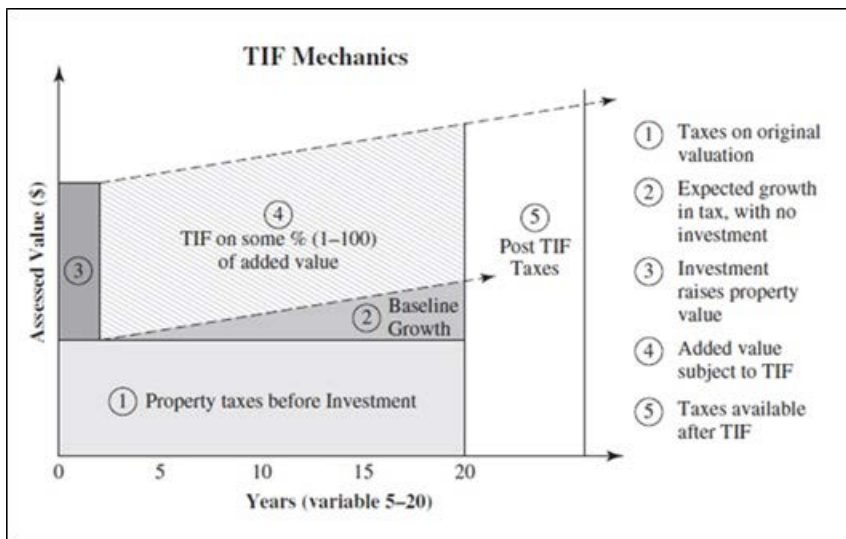 TIF Mechanics
Assessed Value ($)
4
TIF on some % (1–100)
of added value
3
2 Baseline
Growth
1 Property taxes before Investment
5
Post TIF
Taxes
0 5 10 15 20
Years (variable 5–20)
1 Taxes on original
valuation
2 Expected growth
in tax, with no
investment
3 Investment
raises property
value
4 Added value
subject to TIF
5 Taxes available
after TIF